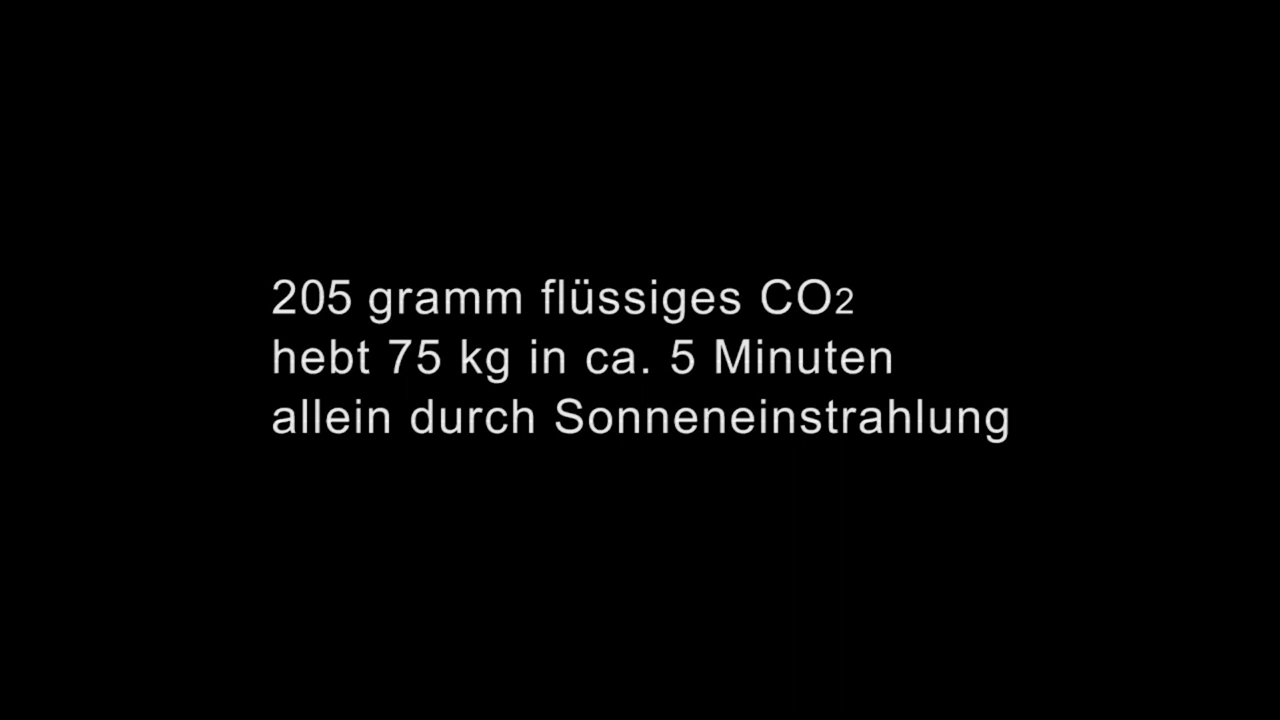 205 gramm flüssiges CO2
hebt 75 kg in ca. 5 Minuten
allein durch Sonneneinstrahlung